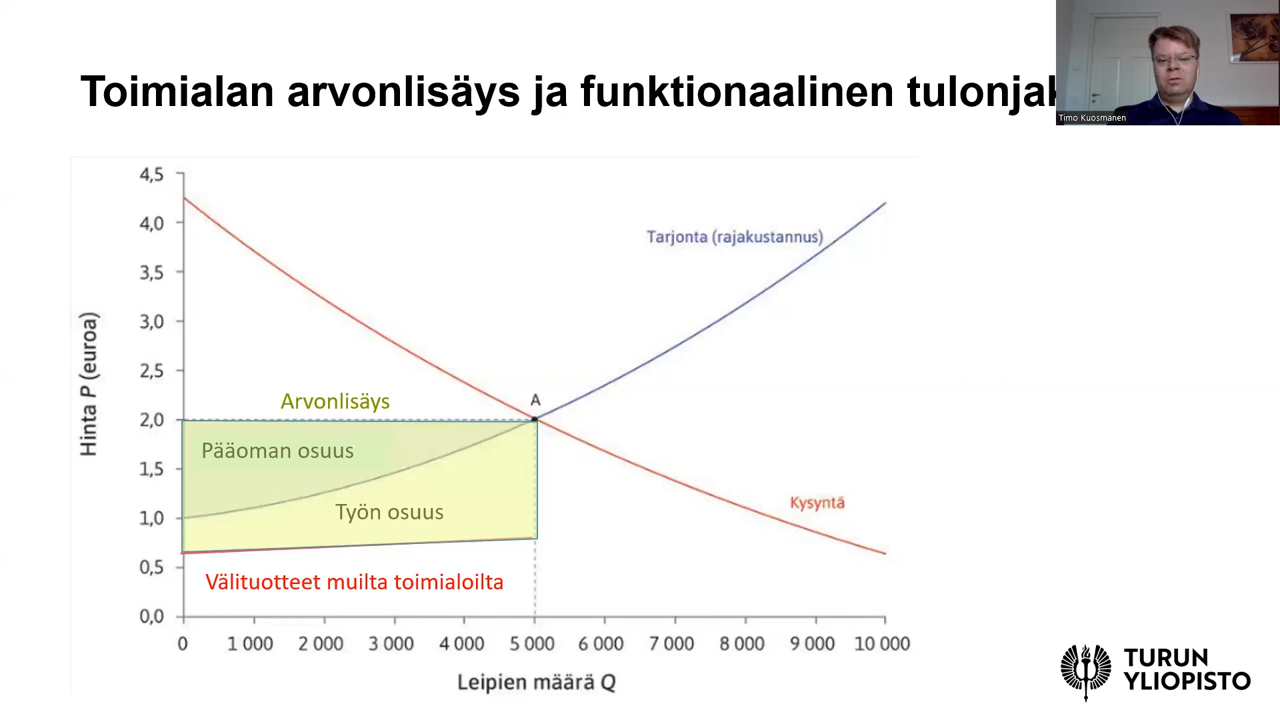 Toimialan arvonlisäys ja funktionaalinen tulonjak
Timo Kuosmanen
4,5
4,0
3,5
3,0
2,5
2,0
1,5
1,0
0,5
0,0
Hinta P (euroa)
Tarjonta (rajakustannus)
A
Arvonlisäys
Pääoman osuus
Työn osuus
Kysyntä
Välituotteet muilta toimialoilta
0 1 000 2 000 3 000 4 000 5 000 6 000 7 000 8 000 9 000 10 000
Leipien määrä Q
TURUN
YLIOPISTO